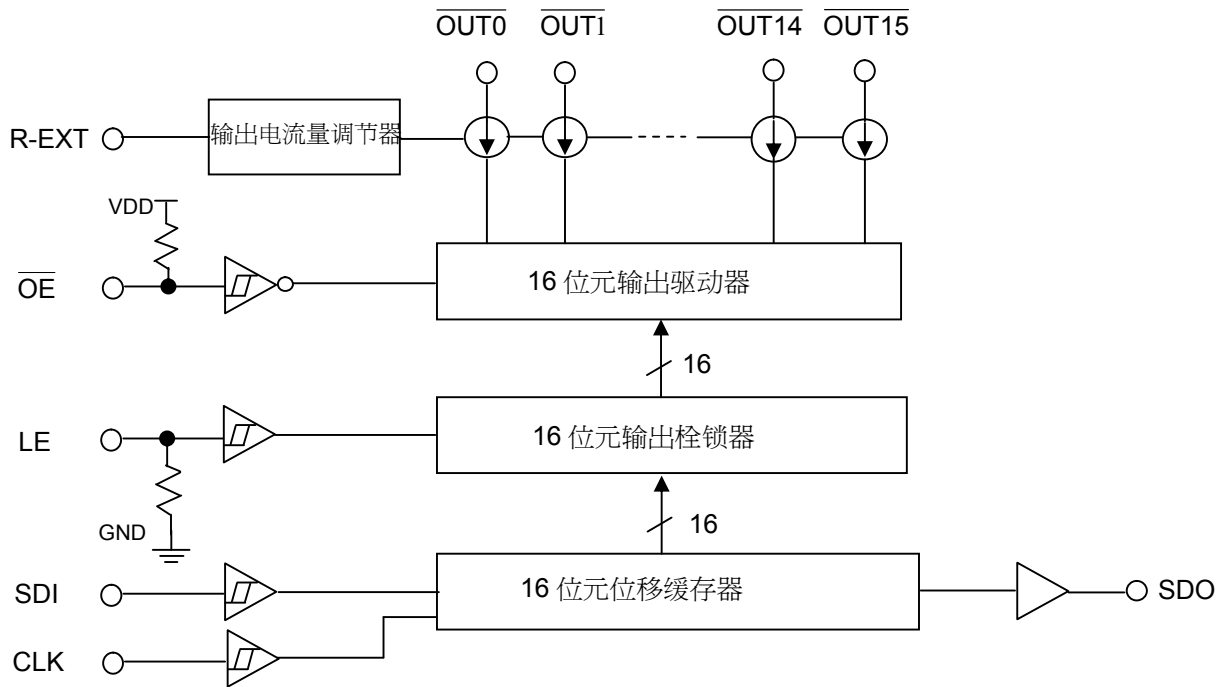 OUT0 OUT1 OUT14 OUT15
R-EXT 输出电流量调节器
VDD
OE 16 位元输出驱动器
16
LE 16 位元输出栓锁器
16
GND
SDI 16 位元位移缓存器 SDO
CLK